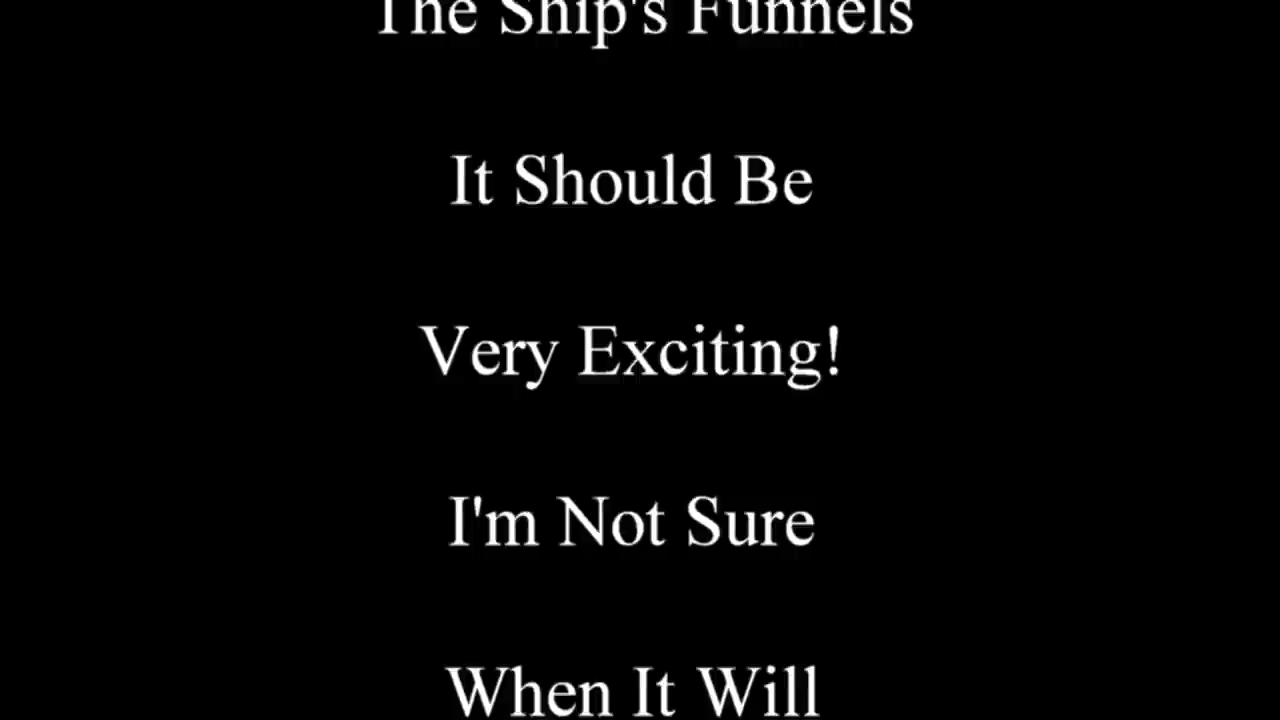 The Ship's Funnels
It Should Be
Very Exciting!
I'm Not Sure
When It Will